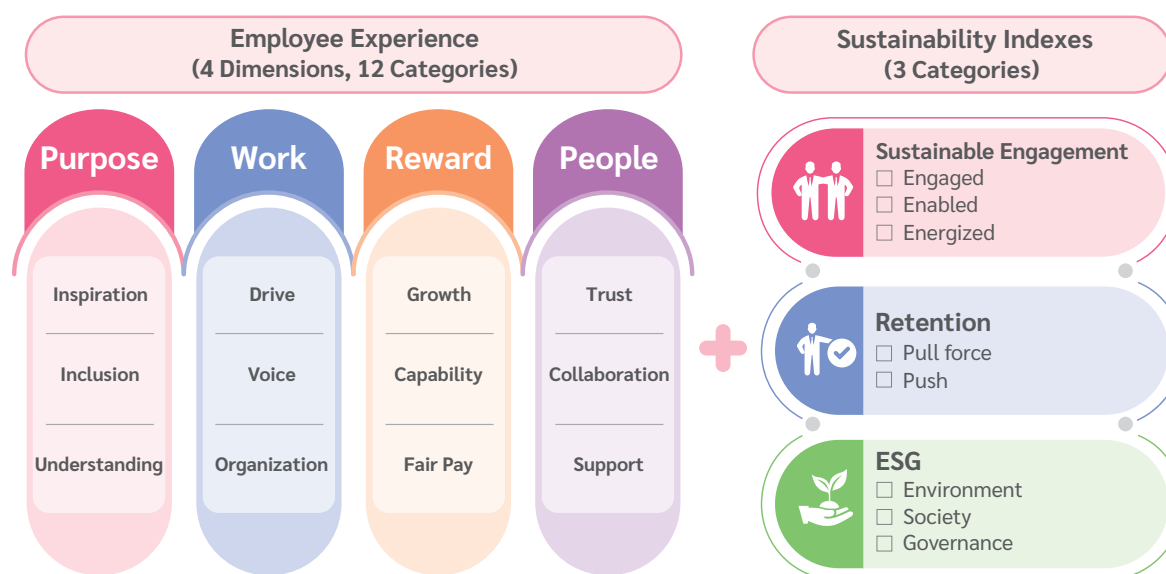 Employee Experience
(4 Dimensions, 12 Categories)
Purpose
Inspiration
Inclusion
Understanding
Work
Drive
Voice
Organization
Reward
Growth
Capability
Fair Pay
People
Trust
Collaboration
Support
Sustainability Indexes
(3 Categories)
Sustainable Engagement
☐ Engaged
☐ Enabled
☐ Energized
Retention
☐ Pull force
☐ Push
ESG
☐ Environment
☐ Society
☐ Governance